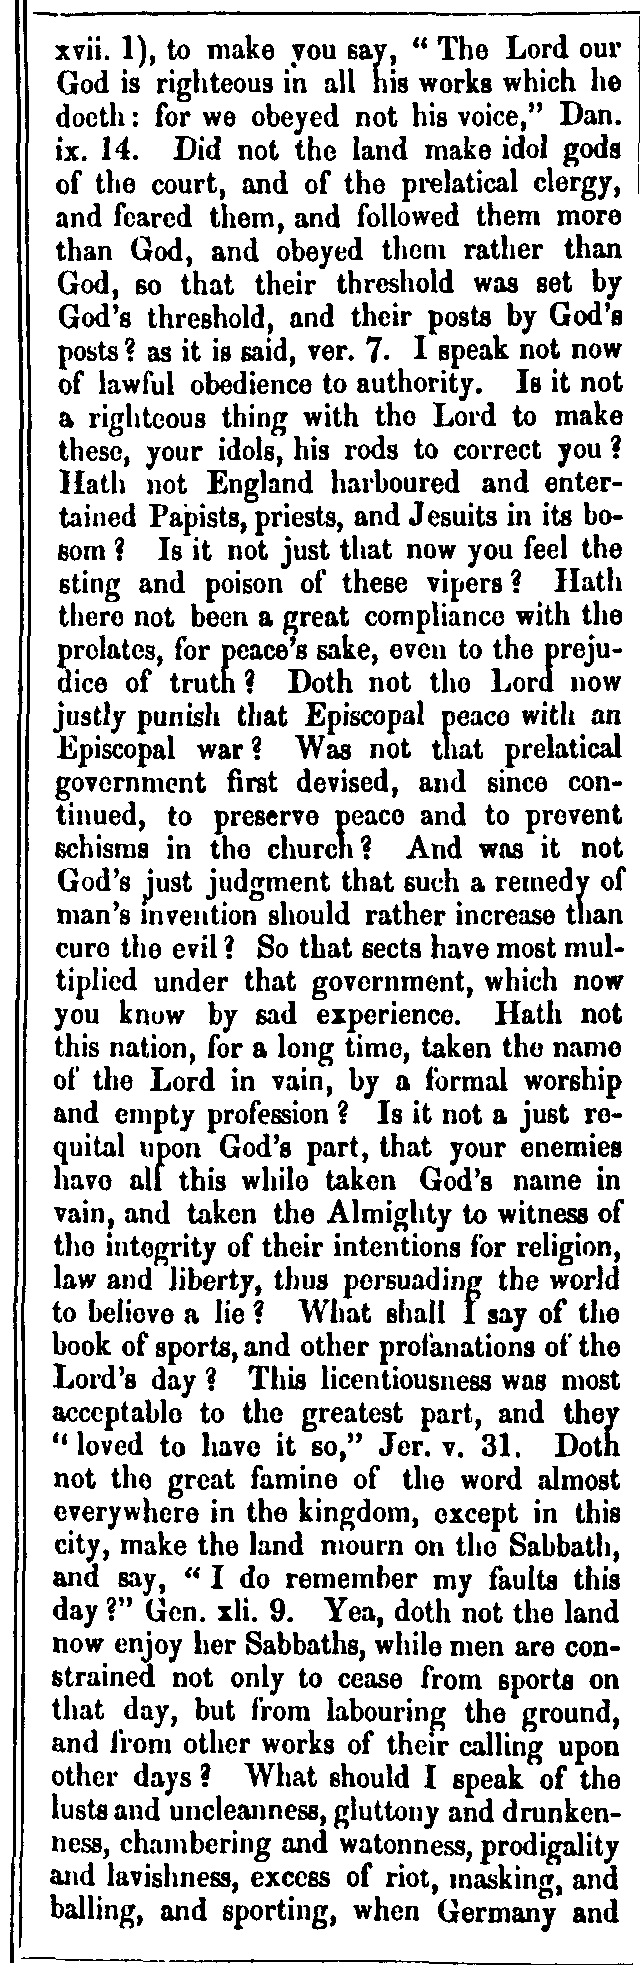 xvii. 1), to make you say, “ The Lord our
God is righteous in all his works which he
doeth: for we obeyed not his voice,” Dan.
ix. 14. Did not the land make idol gods
of the court, and of the prelatical clergy,
and feared them, and followed them more
than God, and obeyed them rather than
God, so that their threshold was set by
God's threshold, and their posts by God's
posts? as it is said, ver. 7. I speak not now
of lawful obedience to authority. Is it not
a righteous thing with the Lord to make
these, your idols, his rods to correct you?
Hath not England harboured and enter-
tained Papists, priests, and Jesuits in its bo-
som? Is it not just that now you feel the
sting and poison of these vipers? Hath
there not been a great compliance with the
prelates, for peace's sake, even to the preju-
dice of truth? Doth not the Lord now
justly punish that Episcopal peace with an
Episcopal war? Was not that prelatical
government first devised, and since con-
tinued, to preserve peace and to prevent
schisms in the church? And was it not
God's just judgment that such a remedy of
man's invention should rather increase than
cure the evil? So that sects have most mul-
tiplied under that government, which now
you know by sad experience. Hath not
this nation, for a long time, taken the name
of the Lord in vain, by a formal worship
and empty profession? Is it not a just re-
quital upon God's part, that your enemies
have all this while taken God's name in
vain, and taken the Almighty to witness of
the integrity of their intentions for religion,
law and liberty, thus persuading the world
to believe a lie? What shall I say of the
book of sports, and other profanations of the
Lord's day? This licentiousness was most
acceptable to the greatest part, and they
“ loved to have it so,” Jer. v. 31. Doth
not the great famine of the word almost
everywhere in the kingdom, except in this
city, make the land mourn on the Sabbath,
and say, “ I do remember my faults this
day?” Gen. xli. 9. Yea, doth not the land
now enjoy her Sabbaths, while men are con-
strained not only to cease from sports on
that day, but from labouring the ground,
and from other works of their calling upon
other days? What should I speak of the
lusts and uncleanness, gluttony and drunken-
ness, chambering and watonness, prodigality
and lavishness, excess of riot, masking, and
balling, and sporting, when Germany and